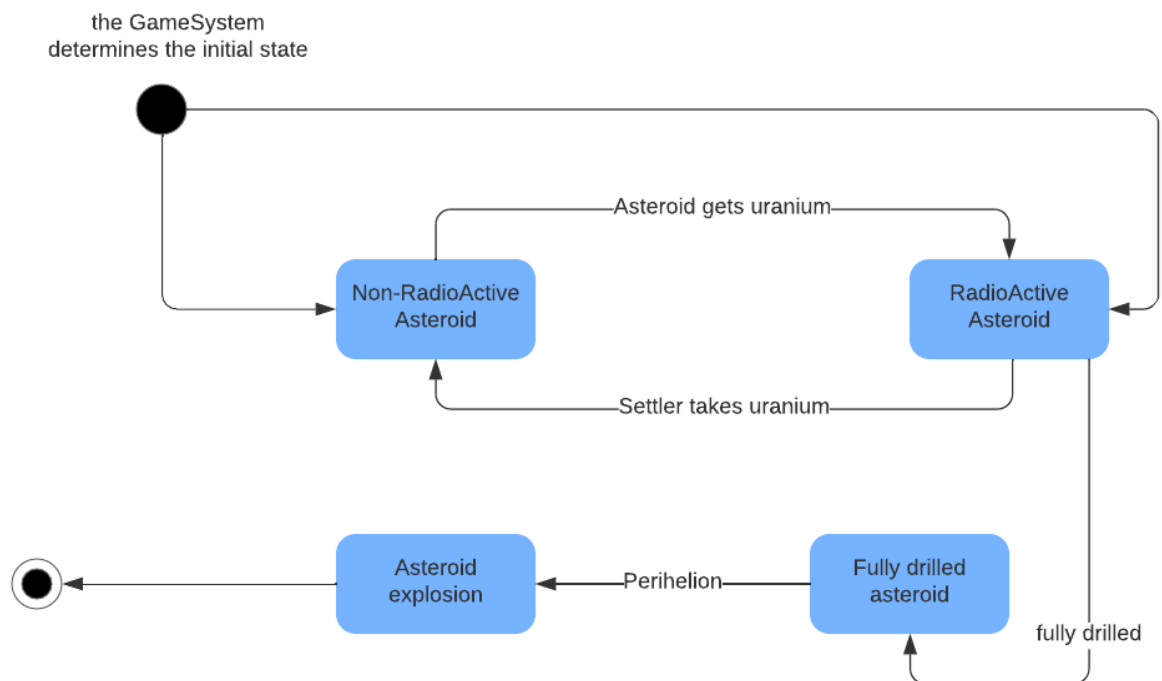 the GameSystem
determines the initial state
Asteroid gets uranium
Non-RadioActive
Asteroid
RadioActive
Asteroid
Settler takes uranium
Asteroid
explosion
Perihelion
Fully drilled
asteroid
fully drilled